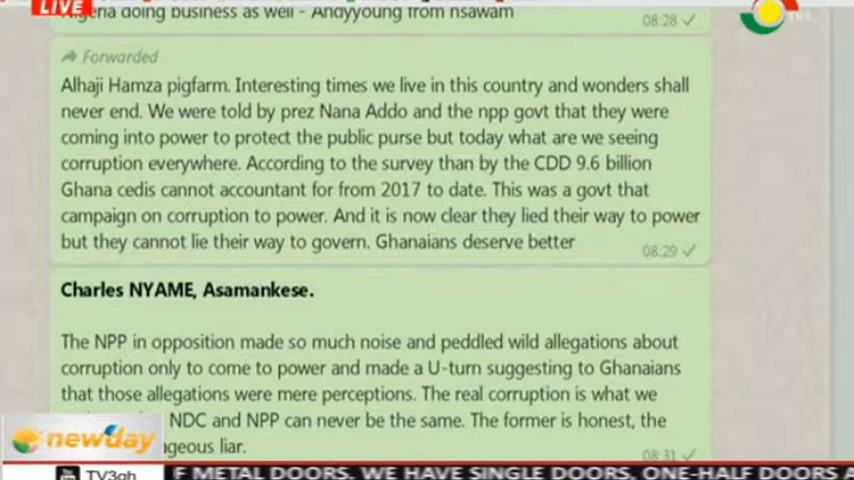 LIVE
doing business as well - Andyyoung from nsawam
08:28
Forwarded
Alhaji Hamza pigfarm. Interesting times we live in this country and wonders shall
never end. We were told by prez Nana Addo and the npp govt that they were
coming into power to protect the public purse but today what are we seeing
corruption everywhere. According to the survey than by the CDD 9.6 billion
Ghana cedis cannot accountant for from 2017 to date. This was a govt that
campaign on corruption to power. And it is now clear they lied their way to power
but they cannot lie their way to govern. Ghanaians deserve better
08:29
Charles NYAME, Asamankese.
The NPP in opposition made so much noise and peddled wild allegations about
corruption only to come to power and made a U-turn suggesting to Ghanaians
that those allegations were mere perceptions. The real corruption is what we
NDC and NPP can never be the same. The former is honest, the
geous liar.
08:31
newday
TV3gh
F METAL DOORS. WE HAVE SINGLE DOORS, ONE-HALF DOORS A